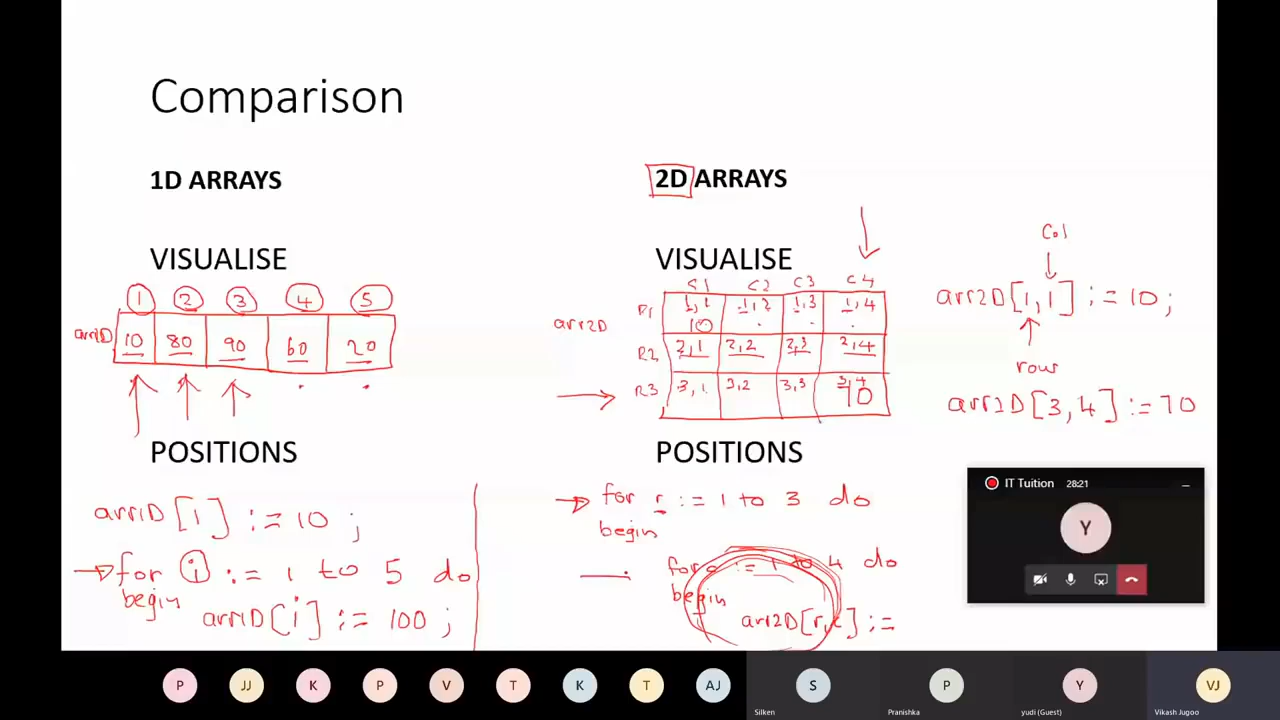 Comparison
1D ARRAYS
VISUALISE
1 2 3 4 5
arr1D 10 80 90 60 20
POSITIONS
arr1D[1] := 10 ;
for i := 1 to 5 do
begin
arr1D[i] := 100 ;
2D ARRAYS
VISUALISE
C1 C2 C3 C4
arr2D
R1 1,1 1,2 1,3 1,4
10
R2 2,1 2,2 2,3 2,4
R3 3,1 3,2 3,3 3,4
70
Col
arr2D[1,1] := 10 ;
rows
arr2D[3,4] := 70
POSITIONS
for r := 1 to 3 do
begin
for c := 1 to 4 do
begin
arr2D[r,c] :=
IT Tuition 28:21
Y
P JJ K P V T K T AJ S P Y VJ
Silken Pranishka yudi (Guest) Vikash Jugoo